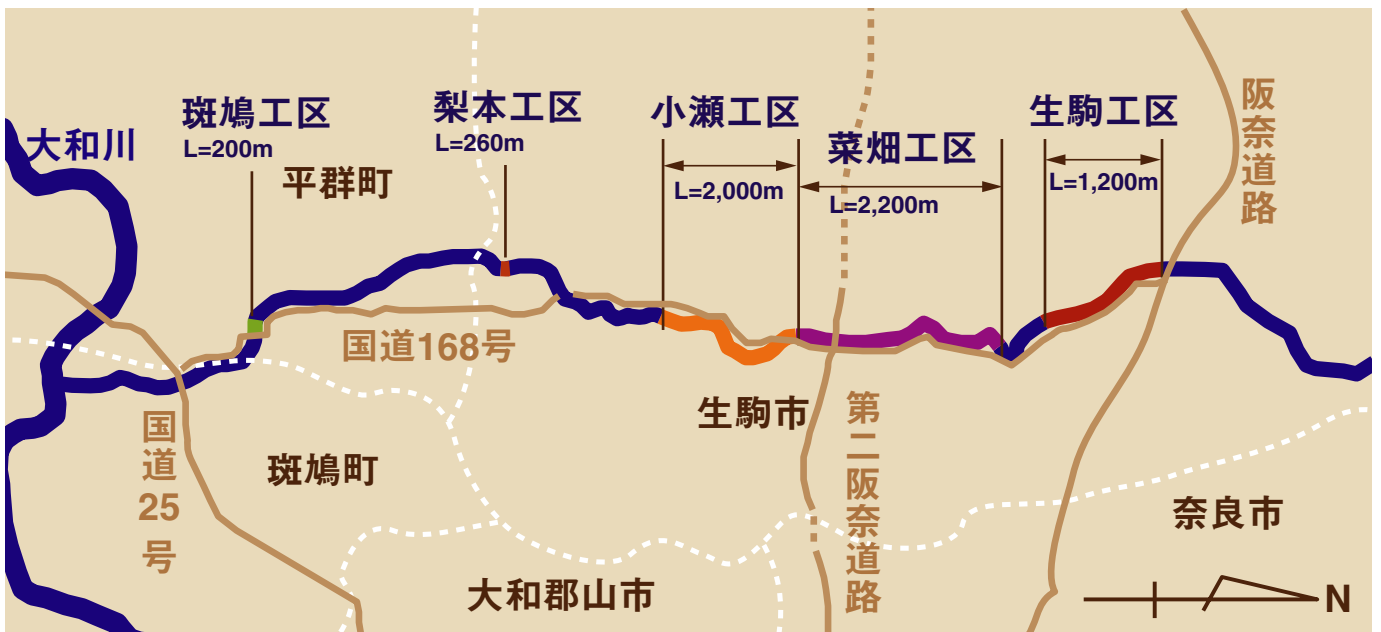 大和川
斑鳩工区
L=200m
平群町
梨本工区
L=260m
小瀬工区
L=2,000m
菜畑工区
L=2,200m
生駒工区
L=1,200m
阪奈道路
国道168号
国道25号
斑鳩町
生駒市
第二阪奈道路
大和郡山市
奈良市
N